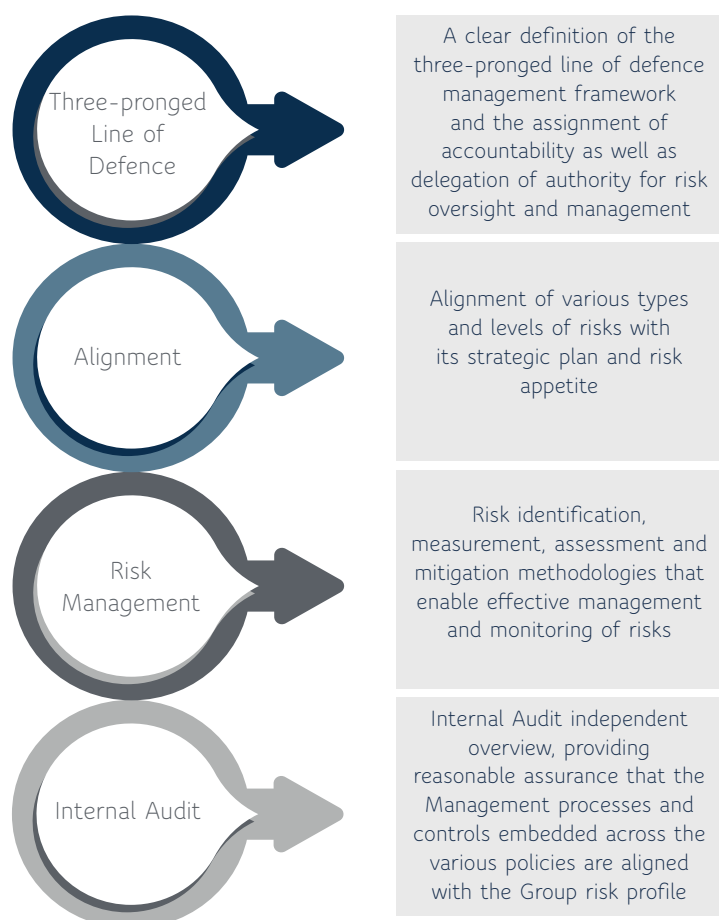 Three-pronged
Line of
Defence
A clear definition of the
three-pronged line of defence
management framework
and the assignment of
accountability as well as
delegation of authority for risk
oversight and management
Alignment
Alignment of various types
and levels of risks with
its strategic plan and risk
appetite
Risk
Management
Risk identification,
measurement, assessment and
mitigation methodologies that
enable effective management
and monitoring of risks
Internal Audit
Internal Audit independent
overview, providing
reasonable assurance that the
Management processes and
controls embedded across the
various policies are aligned
with the Group risk profile